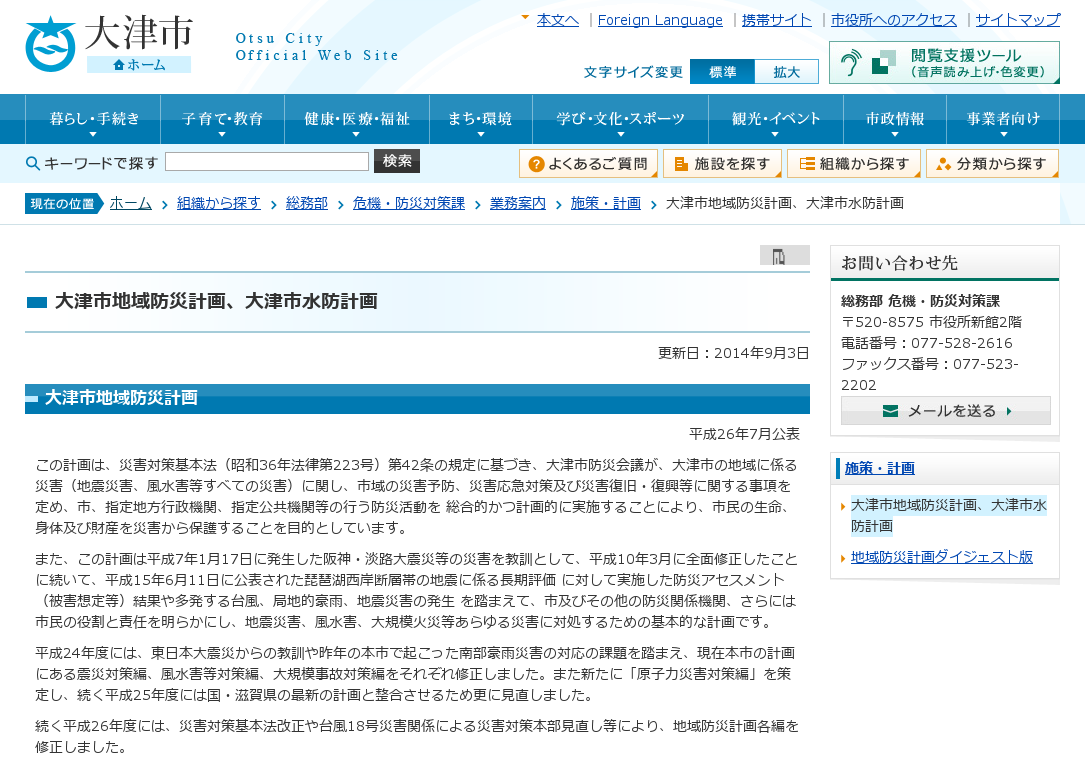 大津市
ホーム
Otsu City
Official Web Site
本文へ
Foreign Language
携帯サイト
市役所へのアクセス
サイトマップ
文字サイズ変更
標準
拡大
閲覧支援ツール
(音声読み上げ・色変更)
暮らし・手続き
子育て・教育
健康・医療・福祉
まち・環境
学び・文化・スポーツ
観光・イベント
市政情報
事業者向け
キーワードで探す
検索
よくあるご質問
施設を探す
組織から探す
分類から探す
現在の位置
ホーム
組織から探す
総務部
危機・防災対策課
業務案内
施策・計画
大津市地域防災計画、大津市水防計画
大津市地域防災計画、大津市水防計画
更新日：2014年9月3日
大津市地域防災計画
平成26年7月公表
この計画は、災害対策基本法（昭和36年法律第223号）第42条の規定に基づき、大津市防災会議が、大津市の地域に係る
災害（地震災害、風水害等すべての災害）に関し、市域の災害予防、災害応急対策及び災害復旧・復興等に関する事項を
定め、市、指定地方行政機関、指定公共機関等の行う防災活動を 総合的かつ計画的に実施することにより、市民の生命、
身体及び財産を災害から保護することを目的としています。
また、この計画は平成7年1月17日に発生した阪神・淡路大震災等の災害を教訓として、平成10年3月に全面修正したこと
に続いて、平成15年6月11日に公表された琵琶湖西岸断層帯の地震に係る長期評価 に対して実施した防災アセスメント
（被害想定等）結果や多発する台風、局地的豪雨、地震災害の発生 を踏まえて、市及びその他の防災関係機関、さらには
市民の役割と責任を明らかにし、地震災害、風水害、大規模火災等あらゆる災害に対処するための基本的な計画です。
平成24年度には、東日本大震災からの教訓や昨年の本市で起こった南部豪雨災害の対応の課題を踏まえ、現在本市の計画
にある震災対策編、風水害等対策編、大規模事故対策編をそれぞれ修正しました。また新たに「原子力災害対策編」を策
定し、続く平成25年度には国・滋賀県の最新の計画と整合させるため更に見直しました。
続く平成26年度には、災害対策基本法改正や台風18号災害関係による災害対策本部見直し等により、地域防災計画各編を
修正しました。
お問い合わせ先
総務部 危機・防災対策課
〒520-8575 市役所新館2階
電話番号：077-528-2616
ファックス番号：077-523-
2202
メールを送る
施策・計画
大津市地域防災計画、大津市水
防計画
地域防災計画ダイジェスト版